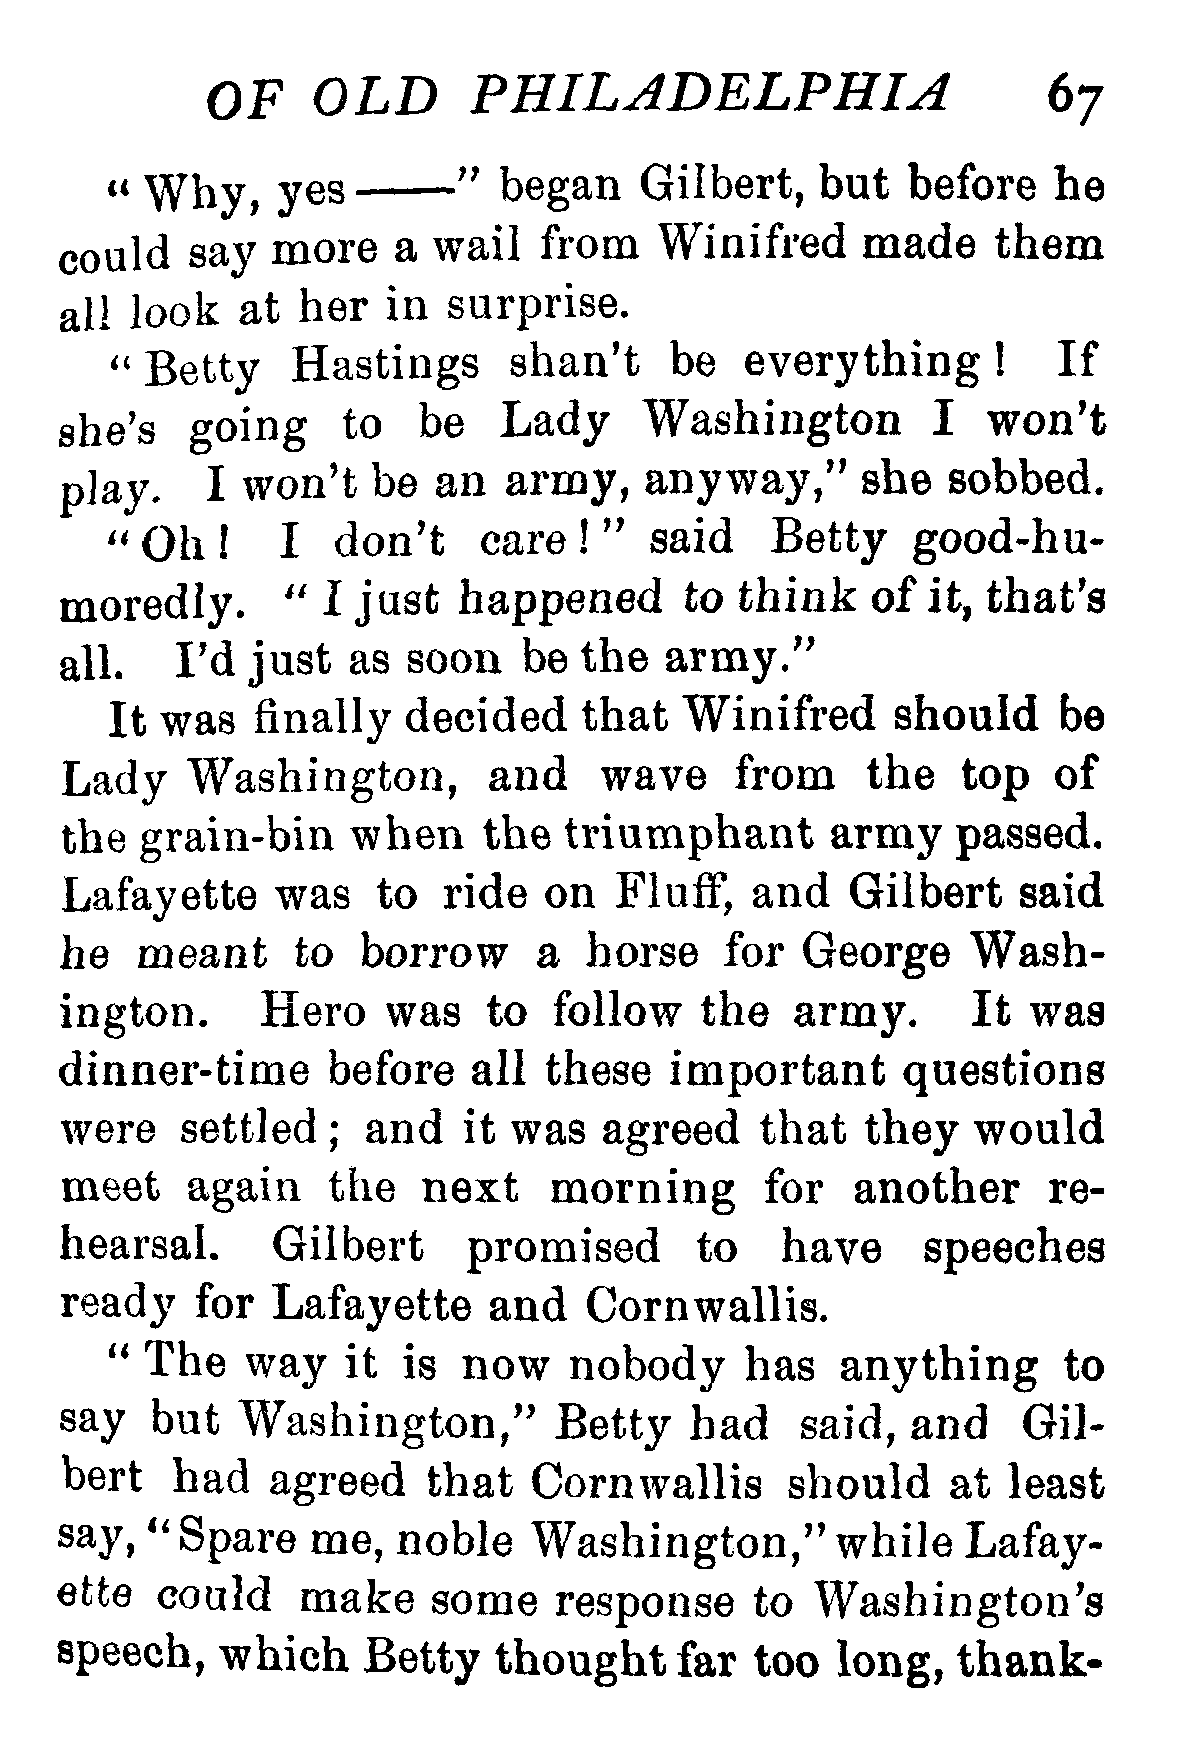 OF OLD PHILADELPHIA 67
“ Why, yes ——” began Gilbert, but before he
could say more a wail from Winifred made them
all look at her in surprise.
“ Betty Hastings shan’t be everything ! If
she’s going to be Lady Washington I won’t
play. I won’t be an army, anyway,” she sobbed.
“ Oh ! I don’t care ! ” said Betty good-hu-
moredly. “ I just happened to think of it, that’s
all. I’d just as soon be the army.”
It was finally decided that Winifred should be
Lady Washington, and wave from the top of
the grain-bin when the triumphant army passed.
Lafayette was to ride on Fluff, and Gilbert said
he meant to borrow a horse for George Wash-
ington. Hero was to follow the army. It was
dinner-time before all these important questions
were settled ; and it was agreed that they would
meet again the next morning for another re-
hearsal. Gilbert promised to have speeches
ready for Lafayette and Cornwallis.
“ The way it is now nobody has anything to
say but Washington,” Betty had said, and Gil-
bert had agreed that Cornwallis should at least
say, “ Spare me, noble Washington,” while Lafay-
ette could make some response to Washington’s
speech, which Betty thought far too long, thank-